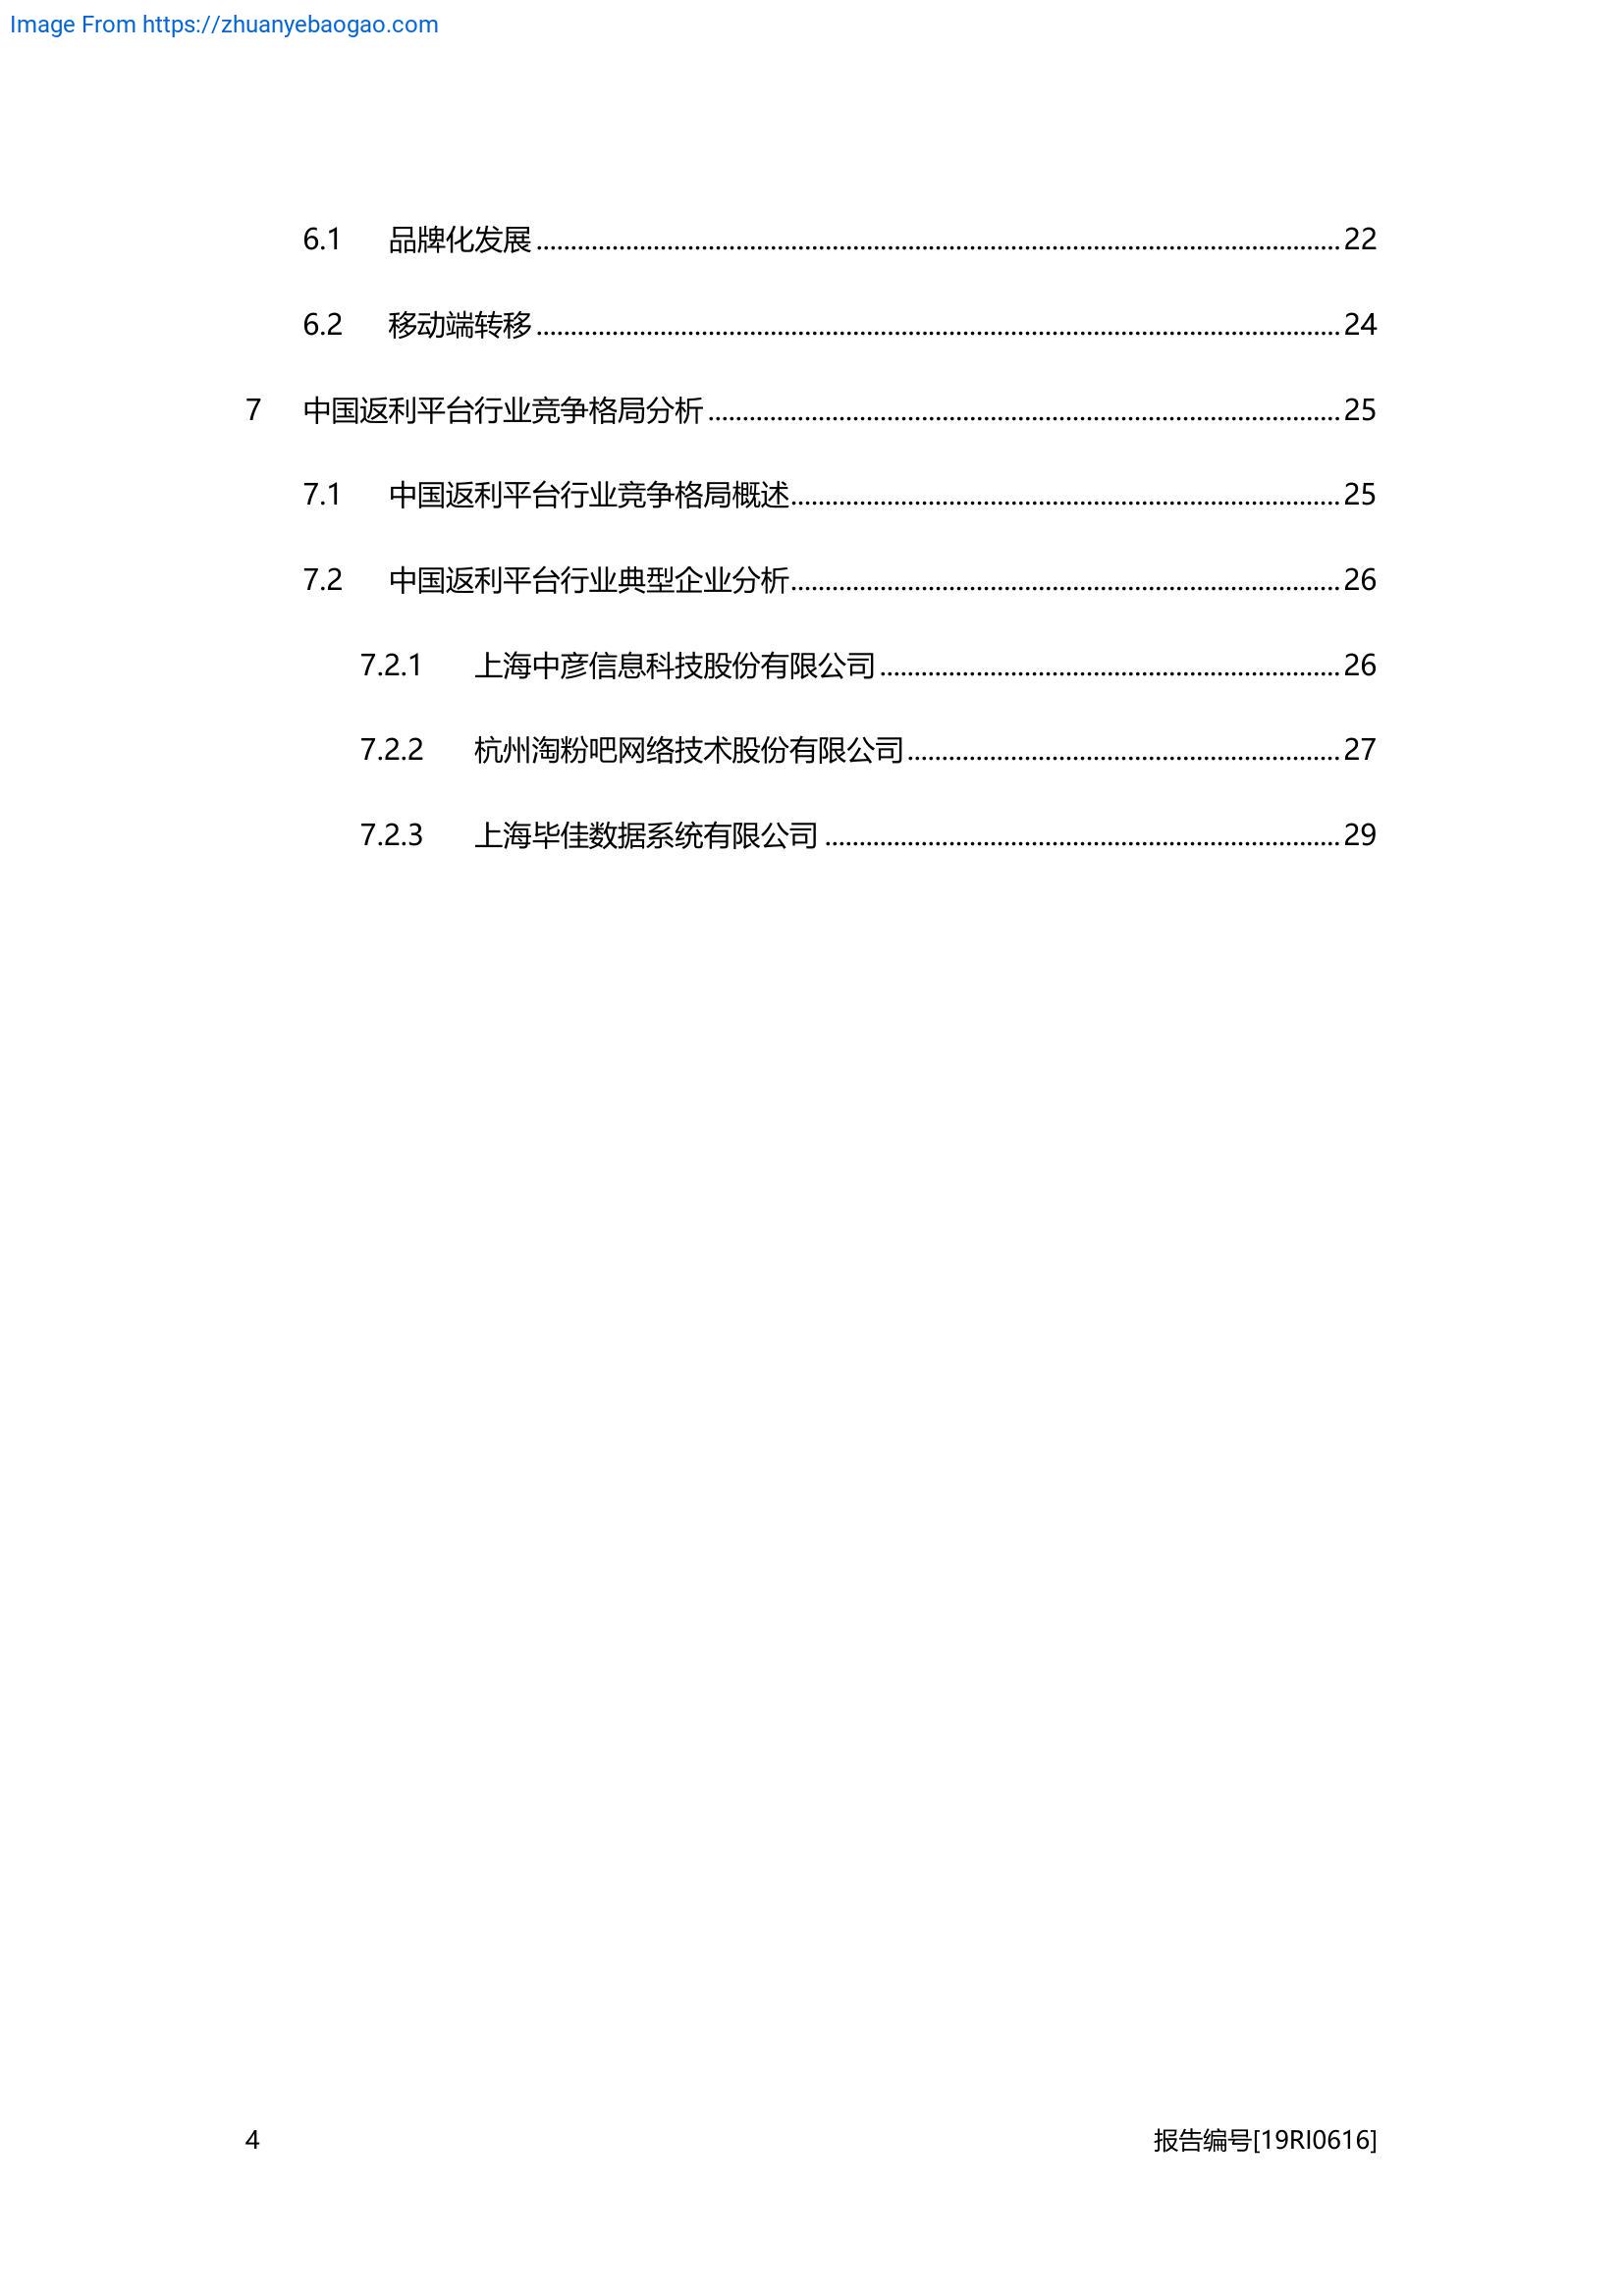 Image From https://zhuanyebaogao.com
6.1 品牌化发展 ........................................ 22
6.2 移动端转移 ........................................ 24
7 中国返利平台行业竞争格局分析 ........................................ 25
7.1 中国返利平台行业竞争格局概述 ........................................ 25
7.2 中国返利平台行业典型企业分析 ........................................ 26
7.2.1 上海中彦信息科技股份有限公司 ........................................ 26
7.2.2 杭州淘粉吧网络技术股份有限公司 ........................................ 27
7.2.3 上海毕佳数据系统有限公司 ........................................ 29
4 报告编号[19RI0616]